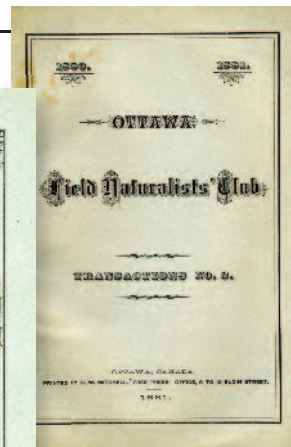 1880. 1881.
OTTAWA
Field Naturalists' Club,
TRANSACTIONS NO. 2.
OTTAWA, CANADA
PRINTED BY C. W. MITCHELL, "FREE PRESS" OFFICE, ELGIN STREET.
1881.